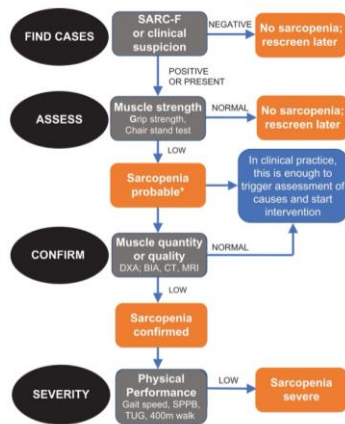 FIND CASES
SARC-F
or clinical
suspicion
NEGATIVE
No sarcopenia;
rescreen later
POSITIVE
OR PRESENT
ASSESS
Muscle strength
Grip strength,
Chair stand test
NORMAL
No sarcopenia;
rescreen later
LOW
Sarcopenia
probable*
In clinical practice,
this is enough to
trigger assessment of
causes and start
intervention
CONFIRM
Muscle quantity
or quality
DXA; BIA, CT, MRI
NORMAL
LOW
Sarcopenia
confirmed
SEVERITY
Physical
Performance
Gait speed, SPPB,
TUG, 400m walk
LOW
Sarcopenia
severe